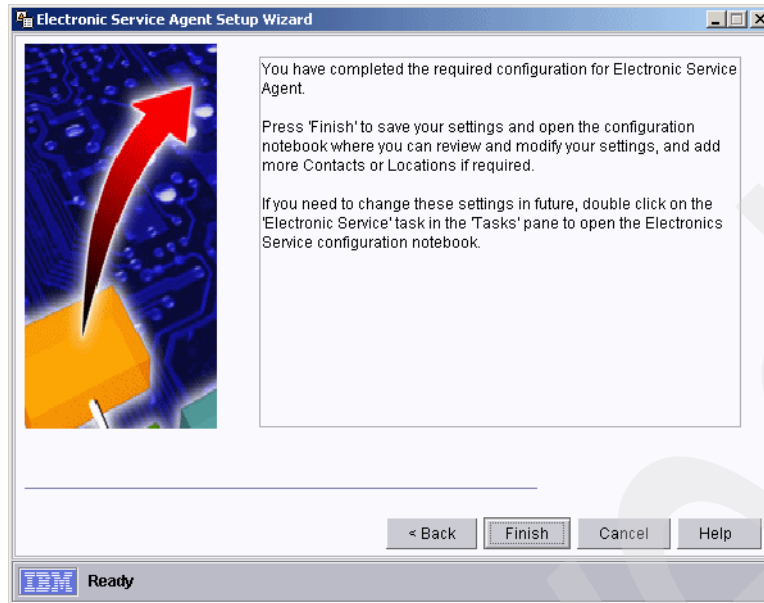 Electronic Service Agent Setup Wizard
You have completed the required configuration for Electronic Service
Agent.
Press 'Finish' to save your settings and open the configuration
notebook where you can review and modify your settings, and add
more Contacts or Locations if required.
If you need to change these settings in future, double click on the
'Electronic Service' task in the 'Tasks' pane to open the Electronics
Service configuration notebook.
< Back Finish Cancel Help
IBM Ready